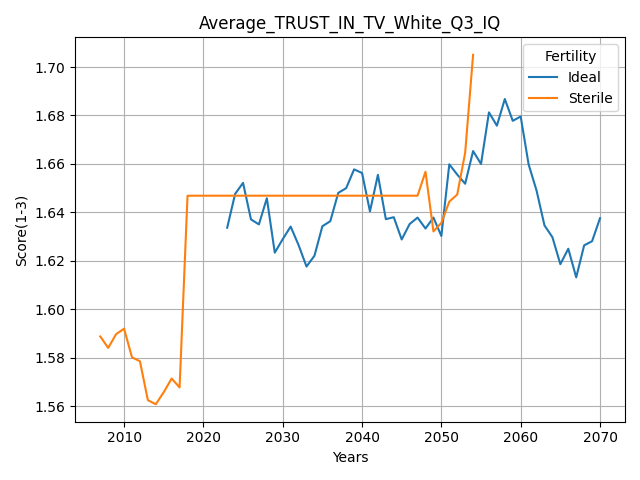 Average_TRUST_IN_TV_White_Q3_IQ
Fertility
Ideal
Sterile
Score(1-3)
1.70
1.68
1.66
1.64
1.62
1.60
1.58
1.56
2010
2020
2030
2040
2050
2060
2070
Years